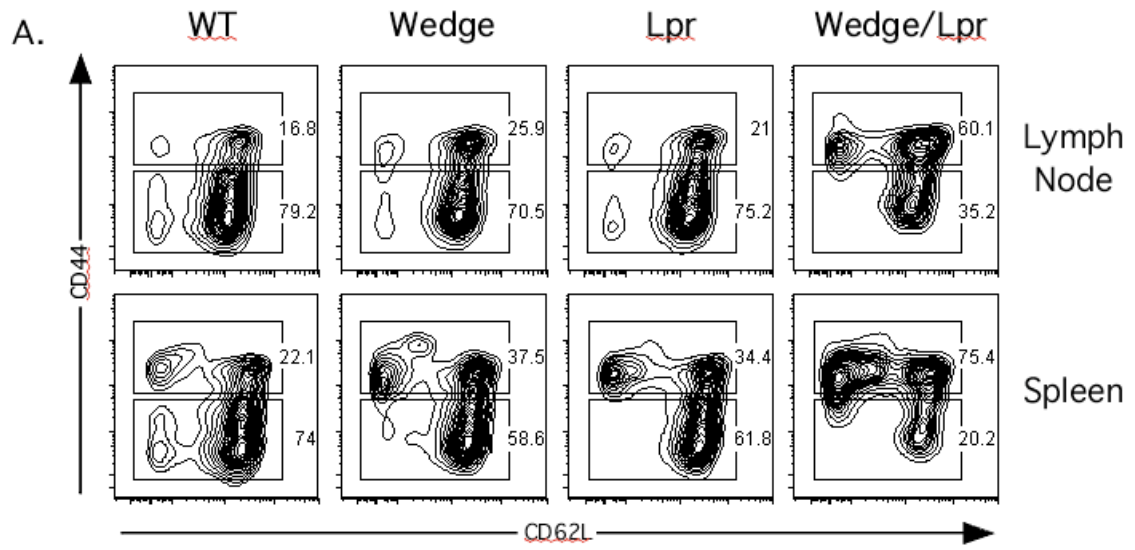 A.
WT Wedge Lpr Wedge/Lpr
16.8 25.9 21 60.1
Lymph
Node
79.2 70.5 75.2 35.2
CD44
22.1 37.5 34.4 75.4
Spleen
74 58.6 61.8 20.2
CD62L